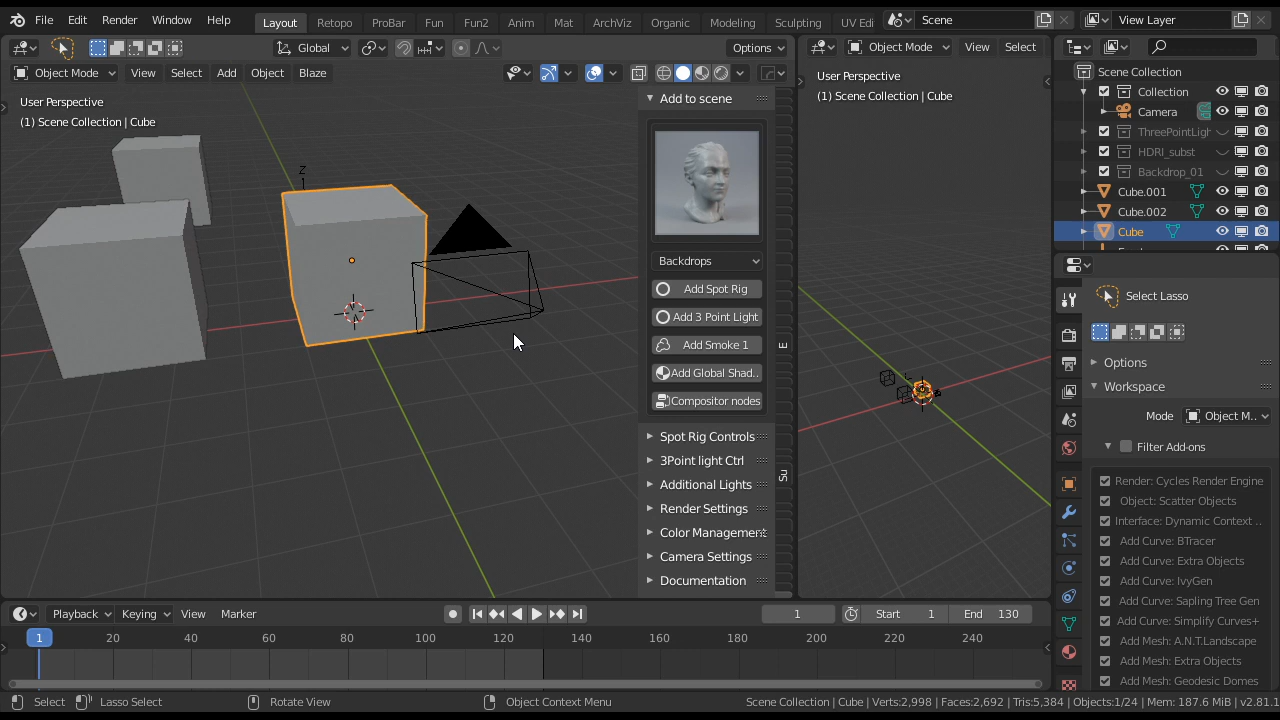 File Edit Render Window Help Layout Retopo ProBar Fun Fun2 Anim Mat ArchViz Organic Modeling Sculpting UV Edi Scene View Layer
Global Options
Object Mode View Select
Object Mode View Select Add Object Blaze
User Perspective
(1) Scene Collection | Cube
Z
Add to scene
Backdrops
Add Spot Rig
Add 3 Point Light
Add Smoke 1
Add Global Shad..
Compositor nodes
Spot Rig Controls
3Point light Ctrl
Additional Lights
Render Settings
Color Management
Camera Settings
Documentation
E
Su
User Perspective
(1) Scene Collection | Cube
Scene Collection
Collection
Camera
ThreePointLigh
HDRI_subst
Backdrop_01
Cube.001
Cube.002
Cube
Select Lasso
Options
Workspace
Mode Object M..
Filter Add-ons
Render: Cycles Render Engine
Object: Scatter Objects
Interface: Dynamic Context ..
Add Curve: BTracer
Add Curve: Extra Objects
Add Curve: IvyGen
Add Curve: Sapling Tree Gen
Add Curve: Simplify Curves+
Add Mesh: A.N.T.Landscape
Add Mesh: Extra Objects
Add Mesh: Geodesic Domes
Playback Keying View Marker 1 Start 1 End 130
1 20 40 60 80 100 120 140 160 180 200 220 240
Select Lasso Select Rotate View Object Context Menu Scene Collection | Cube | Verts:2,998 | Faces:2,692 | Tris:5,384 | Objects:1/24 | Mem: 187.6 MiB | v2.81.1